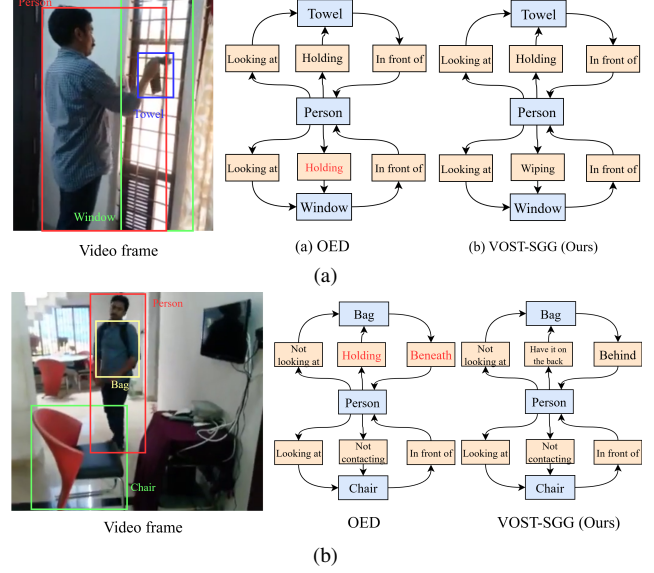 Person
Towel
Window
Video frame
Towel
Looking at
Holding
In front of
Person
Looking at
Holding
In front of
Window
(a) OED
Towel
Looking at
Holding
In front of
Person
Looking at
Wiping
In front of
Window
(b) VOST-SGG (Ours)
(a)
Person
Bag
Chair
Video frame
Bag
Not
looking at
Holding
Beneath
Person
Looking at
Not
contacting
In front of
Chair
OED
Bag
Not
looking at
Have it on
the back
Behind
Person
Looking at
Not
contacting
In front of
Chair
VOST-SGG (Ours)
(b)